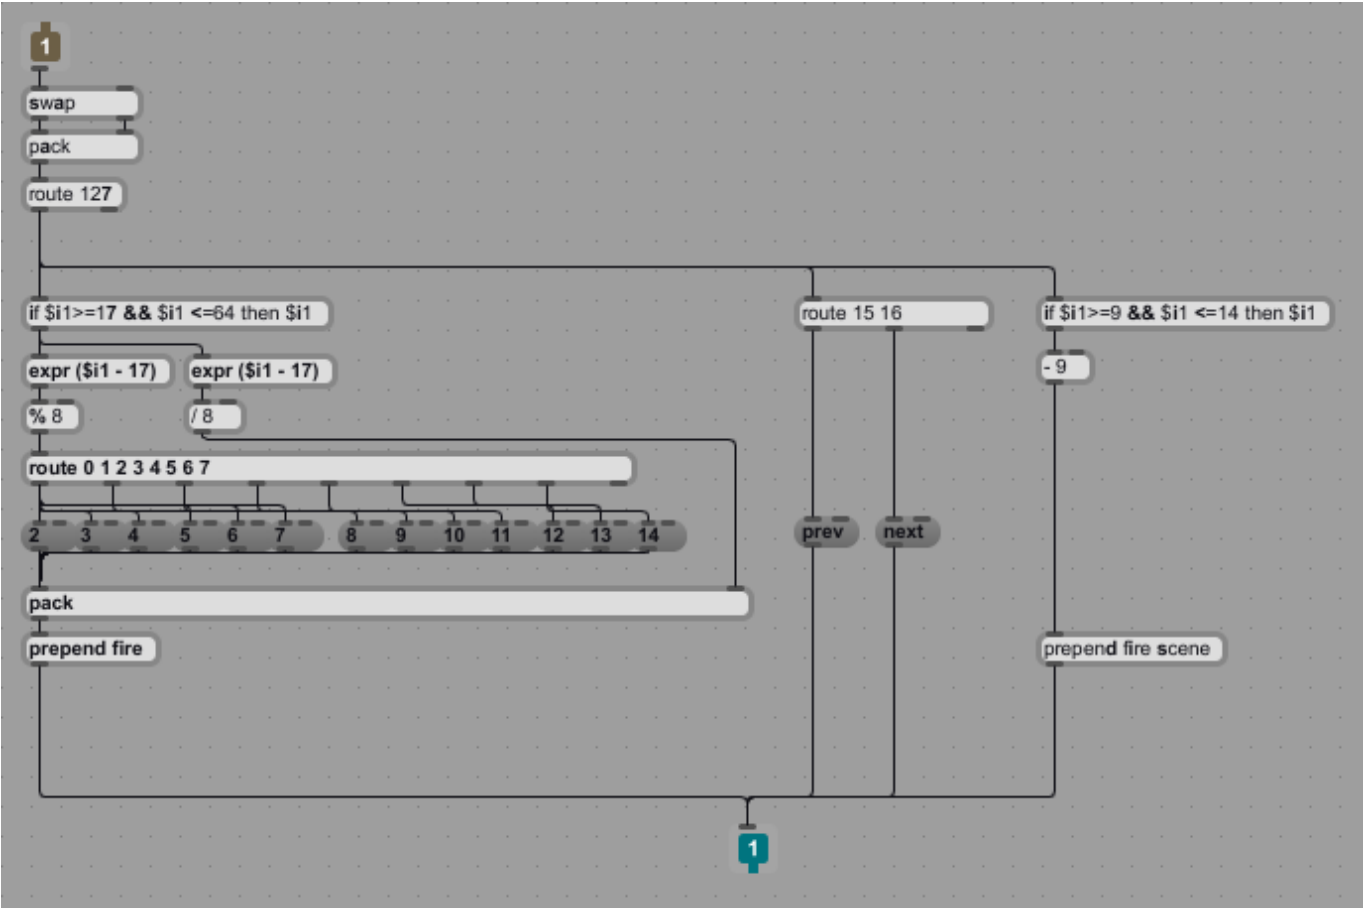 1
swap
pack
route 127
if $i1>=17 && $i1 <=64 then $i1
route 15 16
if $i1>=9 && $i1 <=14 then $i1
expr ($i1 - 17)
expr ($i1 - 17)
- 9
% 8
/ 8
route 0 1 2 3 4 5 6 7
2 3 4 5 6 7 8 9 10 11 12 13 14
prev
next
pack
prepend fire
prepend fire scene
1